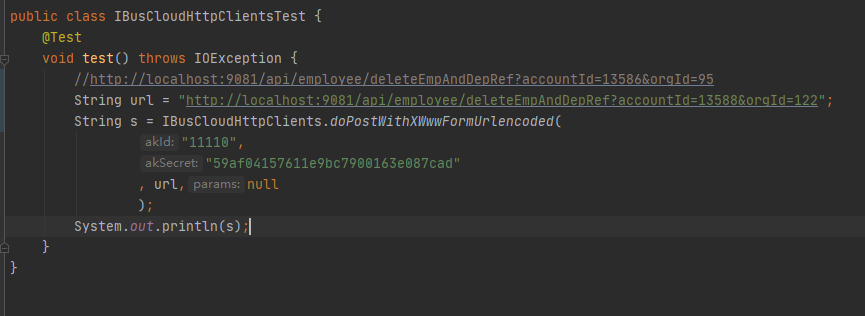 public class IBusCloudHttpClientsTest {
@Test
void test() throws IOException {
//http://localhost:9081/api/employee/deleteEmpAndDepRef?accountId=13586&orgId=95
String url = "http://localhost:9081/api/employee/deleteEmpAndDepRef?accountId=13588&orgId=122";
String s = IBusCloudHttpClients.doPostWithXWwwFormUrlencoded(
akId: "11110",
akSecret: "59af04157611e9bc7900163e087cad"
, url, params: null
);
System.out.println(s);
}
}